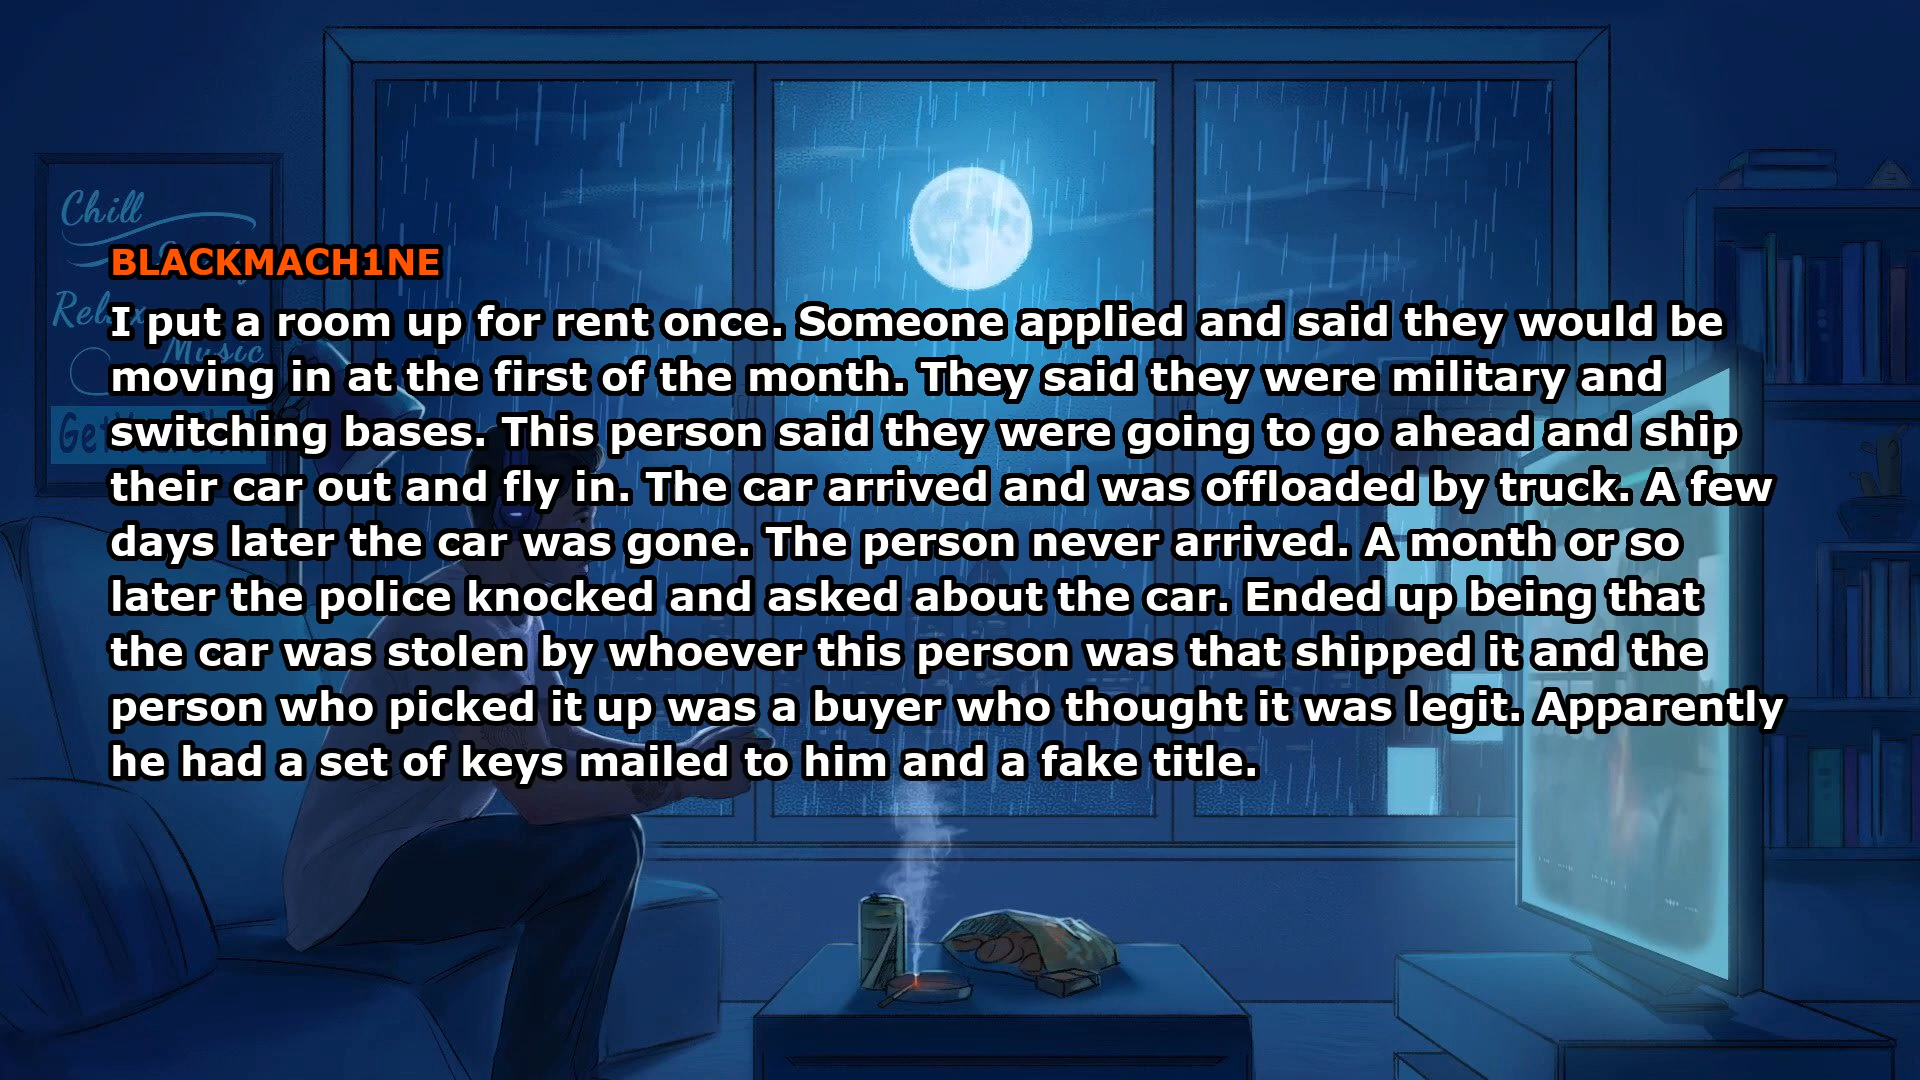 Chill
BLACKMACH1NE
I put a room up for rent once. Someone applied and said they would be
moving in at the first of the month. They said they were military and
switching bases. This person said they were going to go ahead and ship
their car out and fly in. The car arrived and was offloaded by truck. A few
days later the car was gone. The person never arrived. A month or so
later the police knocked and asked about the car. Ended up being that
the car was stolen by whoever this person was that shipped it and the
person who picked it up was a buyer who thought it was legit. Apparently
he had a set of keys mailed to him and a fake title.
Relax
Music
Get